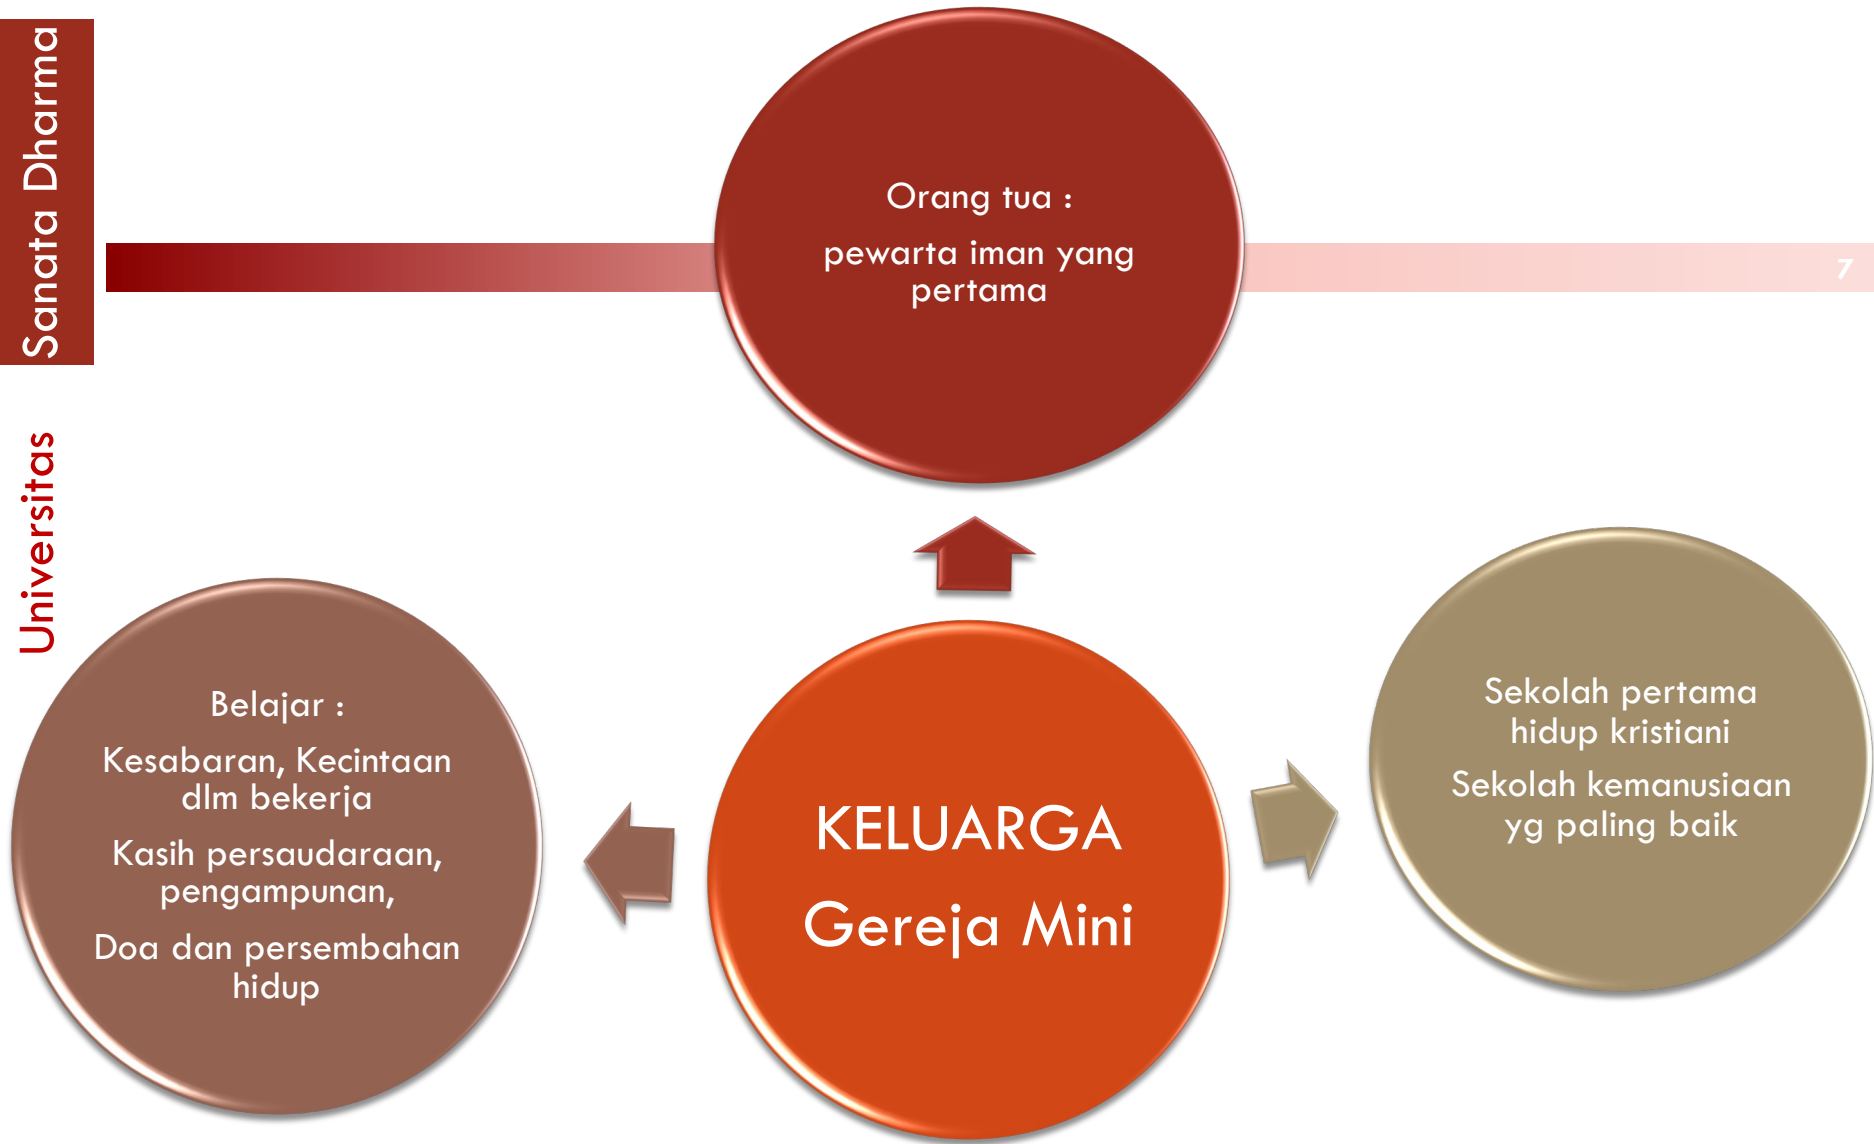 Universitas Sanata Dharma
7
Orang tua :
pewarta iman yang
pertama
Belajar :
Kesabaran, Kecintaan
dlm bekerja
Kasih persaudaraan,
pengampunan,
Doa dan persembahan
hidup
KELUARGA
Gereja Mini
Sekolah pertama
hidup kristiani
Sekolah kemanusiaan
yg paling baik